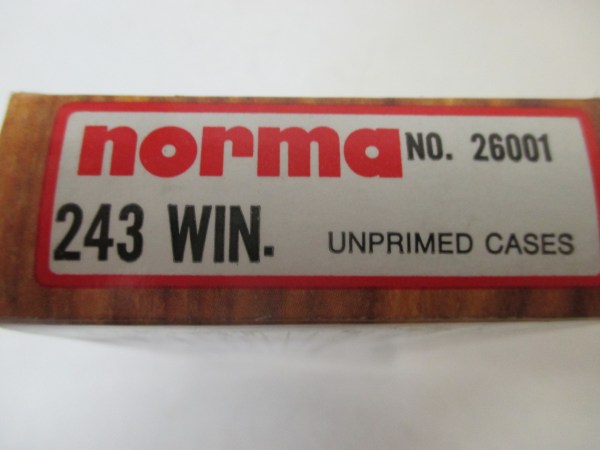 norma NO. 26001
243 WIN. UNPRIMED CASES